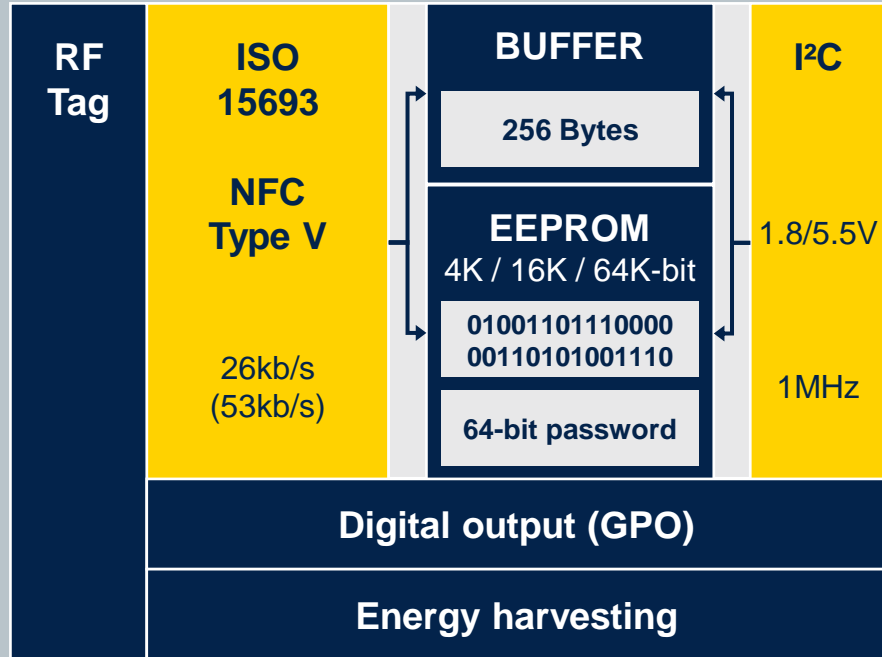 RF
Tag
ISO
15693
NFC
Type V
26kb/s
(53kb/s)
BUFFER
256 Bytes
EEPROM
4K / 16K / 64K-bit
01001101110000
00110101001110
64-bit password
I²C
1.8/5.5V
1MHz
Digital output (GPO)
Energy harvesting